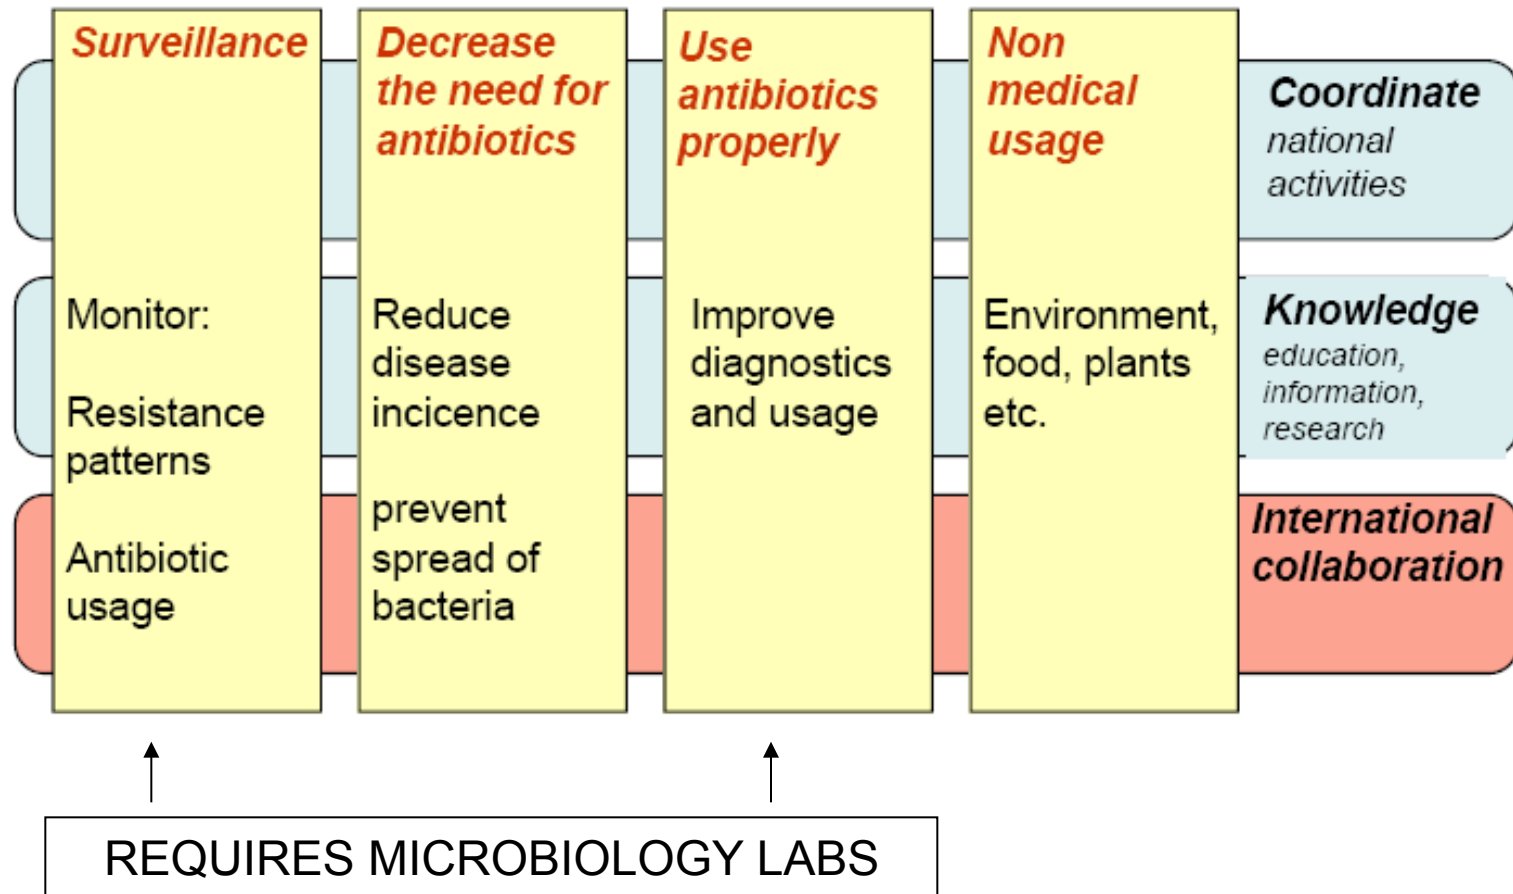 Surveillance
Monitor:
Resistance
patterns
Antibiotic
usage
Decrease
the need for
antibiotics
Reduce
disease
incicence
prevent
spread of
bacteria
Use
antibiotics
properly
Improve
diagnostics
and usage
Non
medical
usage
Environment,
food, plants
etc.
Coordinate
national
activities
Knowledge
education,
information,
research
International
collaboration
REQUIRES MICROBIOLOGY LABS